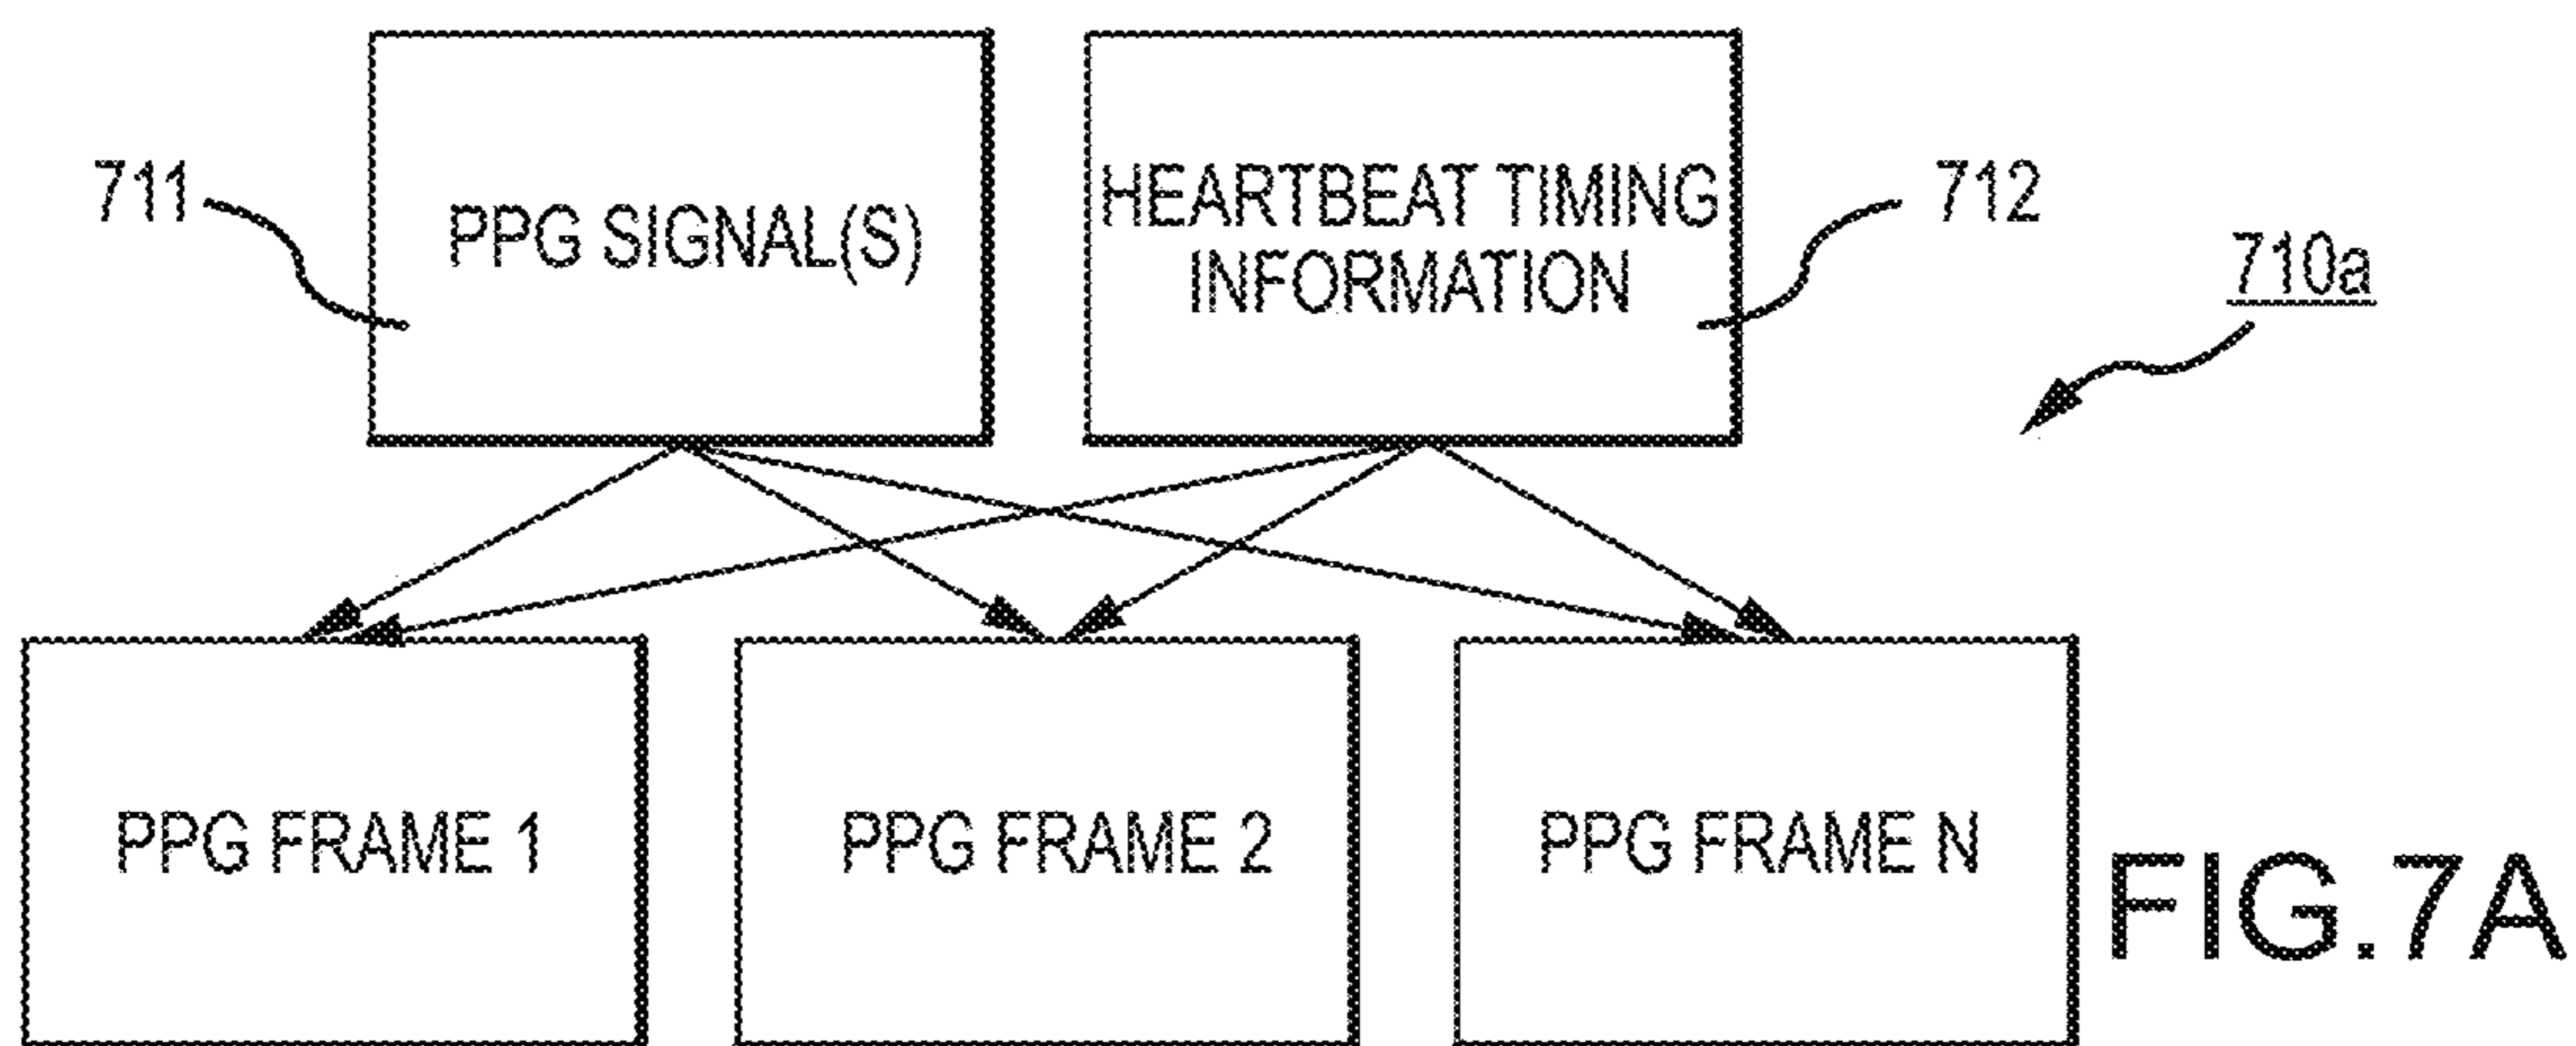 711
PPG SIGNAL(S)
HEARTBEAT TIMING
INFORMATION
712
710a
PPG FRAME 1
PPG FRAME 2
PPG FRAME N
FIG.7A